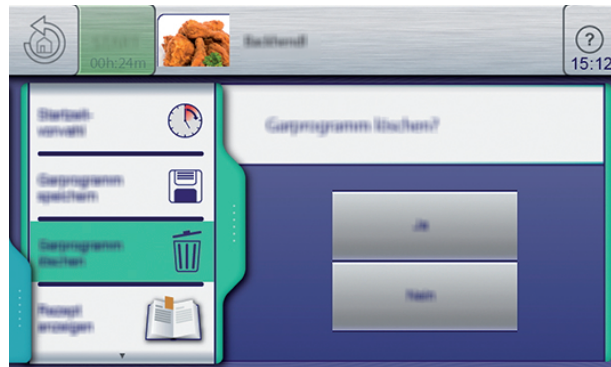 START
00h:24m
Backhendl
?
15:12
Startzeit-
vorwahl
Garprogramm
speichern
Garprogramm
löschen
Rezept
anzeigen
Garprogramm löschen?
Ja
Nein